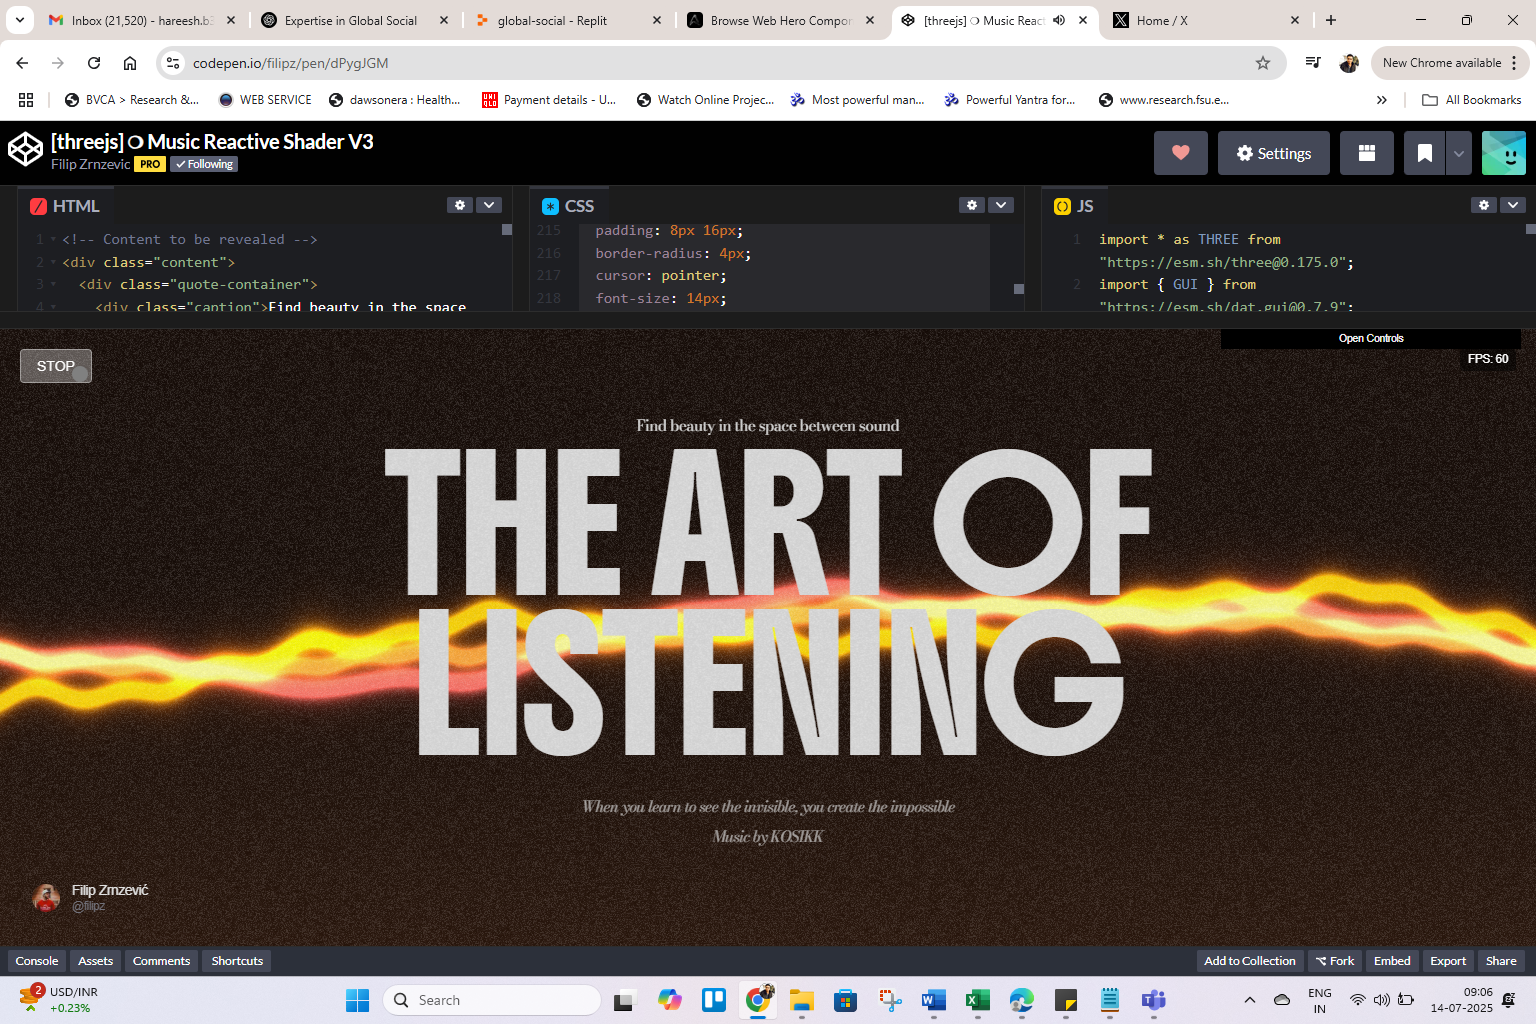 Inbox (21,520) - hareesh.b3
Expertise in Global Social
global-social - Replit
Browse Web Hero Compon
[threejs] ❍ Music React
Home / X
codepen.io/filipz/pen/dPygJGM
New Chrome available
BVCA > Research &...
WEB SERVICE
dawsonera : Health...
UNI QLO
Payment details - U...
Watch Online Projec...
Most powerful man...
Powerful Yantra for...
www.research.fsu.e...
All Bookmarks
[threejs] ❍ Music Reactive Shader V3
Filip Zrnzevic PRO ✓ Following
Settings
HTML
CSS
JS
1 <!-- Content to be revealed -->
2 <div class="content">
3 <div class="quote-container">
4 <div class="caption">Find beauty in the space
215 padding: 8px 16px;
216 border-radius: 4px;
217 cursor: pointer;
218 font-size: 14px;
1 import * as THREE from
"https://esm.sh/three@0.175.0";
2 import { GUI } from
"https://esm.sh/dat.gui@0.7.9";
Open Controls
STOP
FPS: 60
Find beauty in the space between sound
THE ART OF
LISTENING
When you learn to see the invisible, you create the impossible
Music by KOSIKK
Filip Zrnzević
@filipz
Console
Assets
Comments
Shortcuts
Add to Collection
Fork
Embed
Export
Share
2
USD/INR
+0.23%
Search
ENG
IN
09:06
14-07-2025